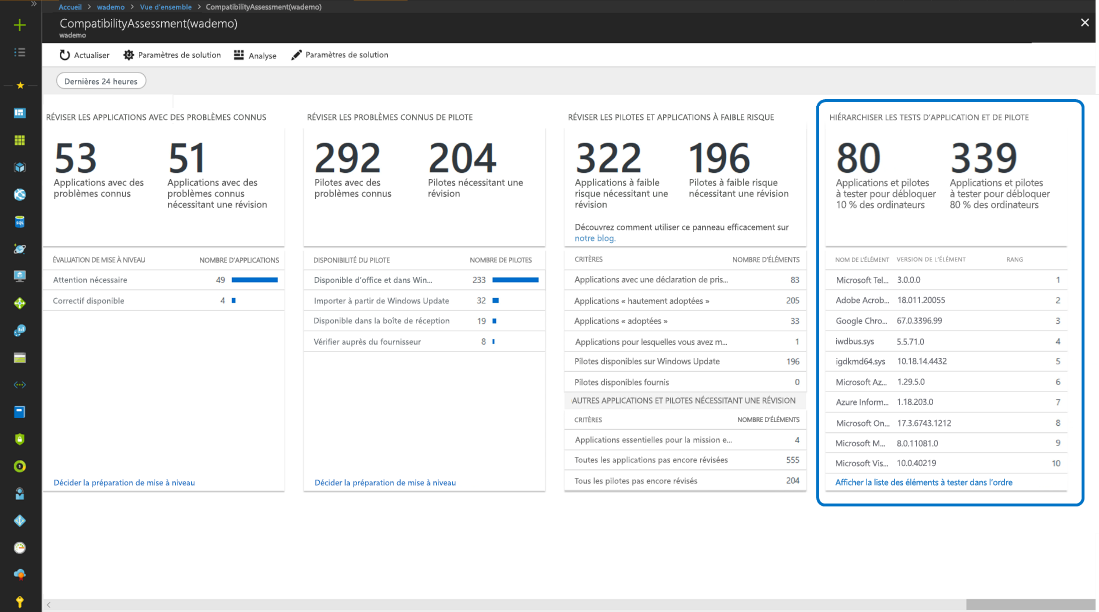 Accueil > wademo > Vue d'ensemble > CompatibilityAssessment(wademo)
CompatibilityAssessment(wademo)
wademo
Actualiser Paramètres de solution Analyse Paramètres de solution
Dernières 24 heures
RÉVISER LES APPLICATIONS AVEC DES PROBLÈMES CONNUS
53 51
Applications avec des problèmes connus
Applications avec des problèmes connus nécessitant une révision
ÉVALUATION DE MISE À NIVEAU NOMBRE D'APPLICATIONS
Attention nécessaire 49
Correctif disponible 4
Décider la préparation de mise à niveau
RÉVISER LES PROBLÈMES CONNUS DE PILOTE
292 204
Pilotes avec des problèmes connus
Pilotes nécessitant une révision
DISPONIBILITÉ DU PILOTE NOMBRE DE PILOTES
Disponible d'office et dans Win... 233
Importer à partir de Windows Update 32
Disponible dans la boîte de réception 19
Vérifier auprès du fournisseur 8
Décider la préparation de mise à niveau
RÉVISER LES PILOTES ET APPLICATIONS À FAIBLE RISQUE
322 196
Applications à faible risque nécessitant une révision
Pilotes à faible risque nécessitant une révision
Découvrez comment utiliser ce panneau efficacement sur
notre blog.
CRITÈRES NOMBRE D'ÉLÉMENTS
Applications avec une déclaration de pris... 83
Applications « hautement adoptées » 205
Applications « adoptées » 33
Applications pour lesquelles vous avez m... 1
Pilotes disponibles sur Windows Update 196
Pilotes disponibles fournis 0
AUTRES APPLICATIONS ET PILOTES NÉCESSITANT UNE RÉVISION
CRITÈRES NOMBRE D'ÉLÉMENTS
Applications essentielles pour la mission e... 4
Toutes les applications pas encore révisées 555
Tous les pilotes pas encore révisés 204
HIÉRARCHISER LES TESTS D'APPLICATION ET DE PILOTE
80 339
Applications et pilotes à tester pour débloquer 10 % des ordinateurs
Applications et pilotes à tester pour débloquer 80 % des ordinateurs
NOM DE L'ÉLÉMENT VERSION DE L'ÉLÉMENT RANG
Microsoft Tel... 3.0.0.0 1
Adobe Acrob... 18.011.20055 2
Google Chro... 67.0.3396.99 3
iwdbus.sys 5.5.71.0 4
igdkmd64.sys 10.18.14.4432 5
Microsoft Az... 1.29.5.0 6
Azure Inform... 1.18.203.0 7
Microsoft On... 17.3.6743.1212 8
Microsoft M... 8.0.11081.0 9
Microsoft Vis... 10.0.40219 10
Afficher la liste des éléments à tester dans l'ordre